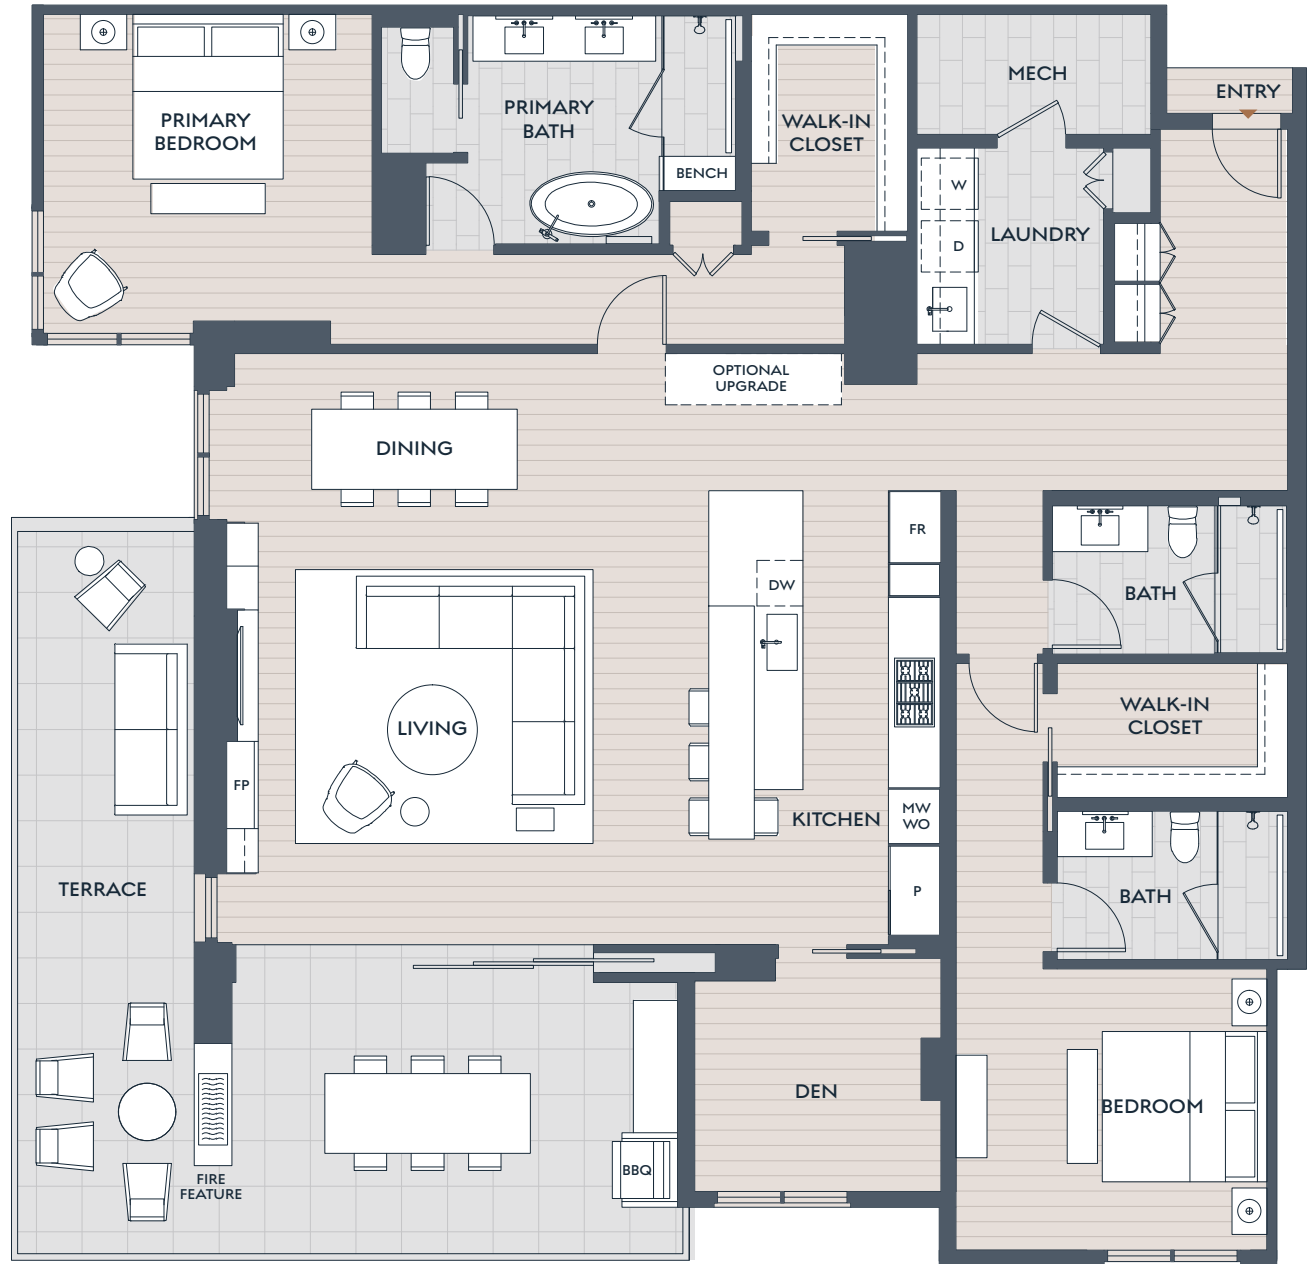 MECH
ENTRY
PRIMARY
BEDROOM
PRIMARY
BATH
WALK-IN
CLOSET
BENCH
W
LAUNDRY
D
OPTIONAL
UPGRADE
DINING
FR
DW
BATH
WALK-IN
CLOSET
LIVING
FP
KITCHEN
MW
WO
TERRACE
P
BATH
DEN
BEDROOM
BBQ
FIRE
FEATURE